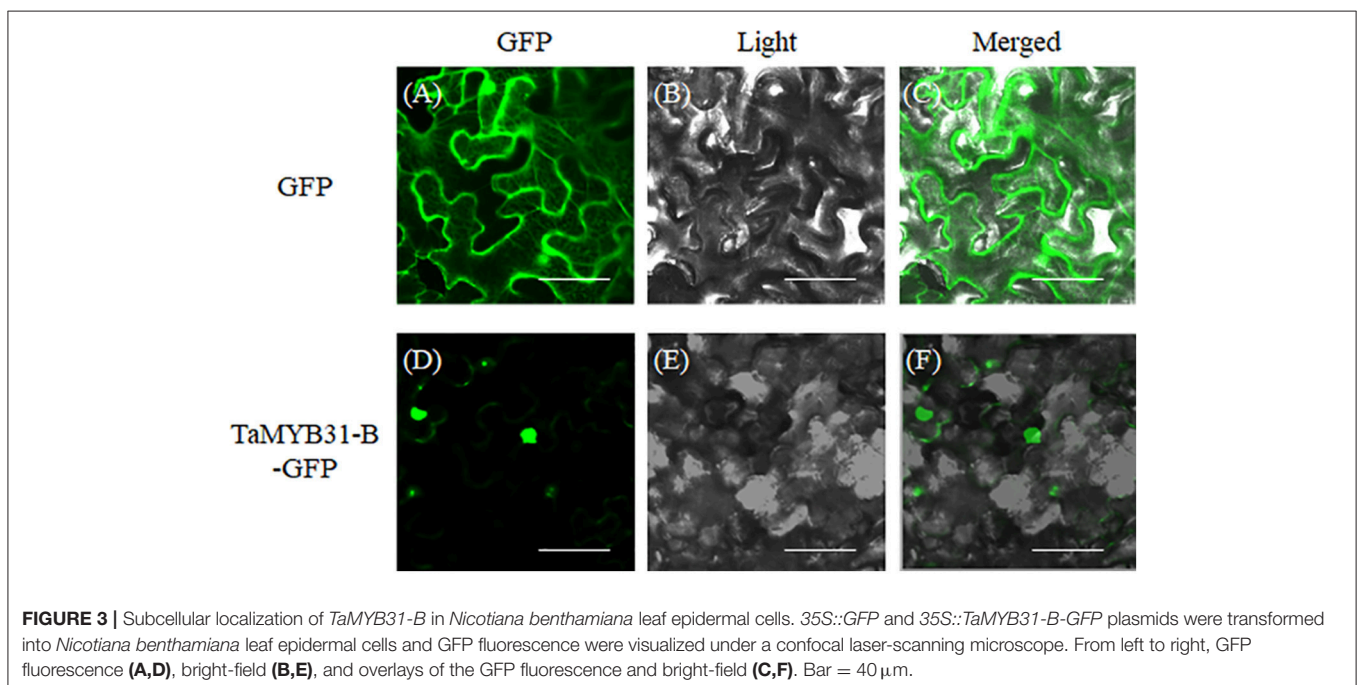 GFP Light Merged
(A) (B) (C)
GFP
(D) (E) (F)
TaMYB31-B
-GFP
FIGURE 3 | Subcellular localization of TaMYB31-B in Nicotiana benthamiana leaf epidermal cells. 35S::GFP and 35S::TaMYB31-B-GFP plasmids were transformed
into Nicotiana benthamiana leaf epidermal cells and GFP fluorescence were visualized under a confocal laser-scanning microscope. From left to right, GFP
fluorescence (A,D), bright-field (B,E), and overlays of the GFP fluorescence and bright-field (C,F). Bar = 40 μm.